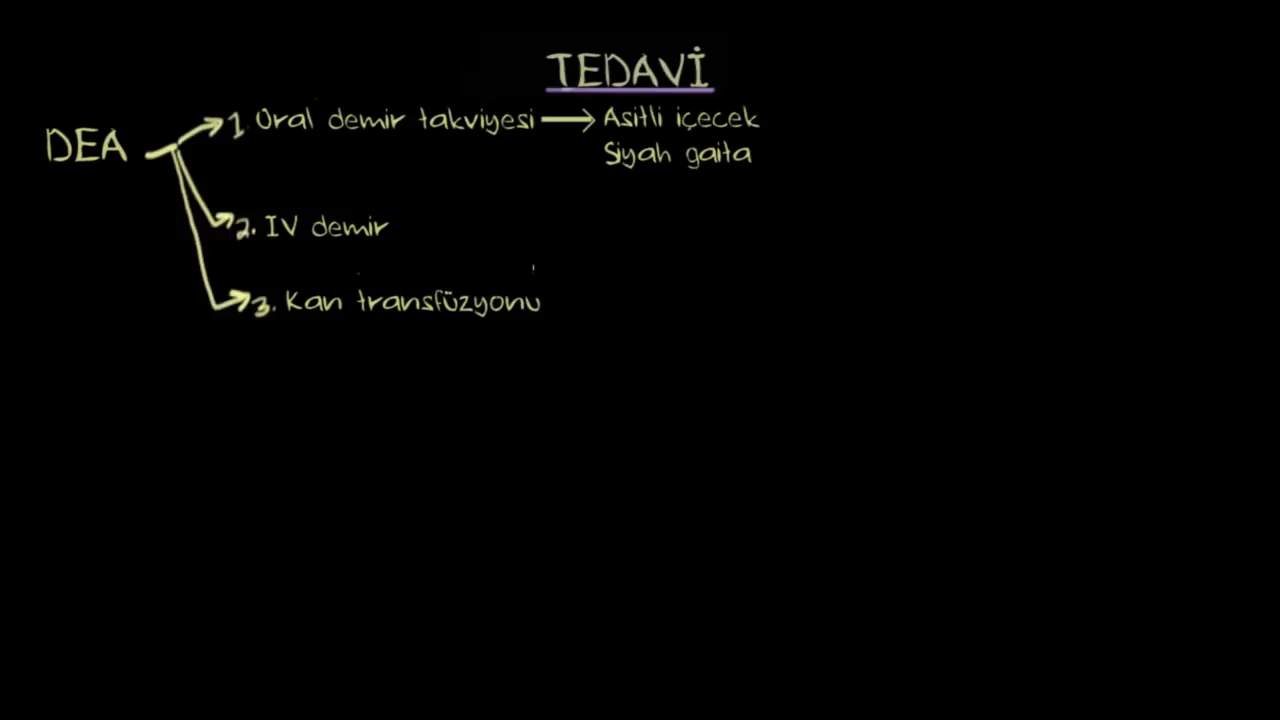 TEDAVİ
DEA
1. Oral demir takviyesi → Asitli içecek
Siyah gaita
2. IV demir
3. Kan transfüzyonu